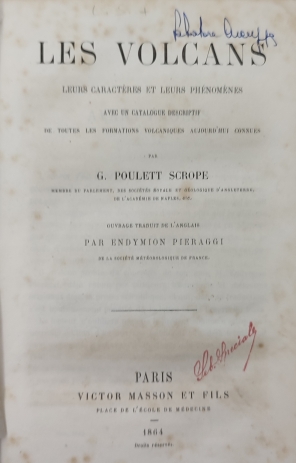 LES VOLCANS
LEURS CARACTÈRES ET LEURS PHÉNOMÈNES
AVEC UN CATALOGUE DESCRIPTIF
DE TOUTES LES FORMATIONS VOLCANIQUES AUJOURD'HUI CONNUES
PAR
G. POULETT SCROPE
MEMBRE DU PARLEMENT, DES SOCIÉTÉS ROYALE ET GÉOLOGIQUE D'ANGLETERRE,
DE L'ACADÉMIE DE NAPLES, ETC.
OUVRAGE TRADUIT DE L'ANGLAIS
PAR ENDYMION PIERAGGI
DE LA SOCIÉTÉ MÉTÉOROLOGIQUE DE FRANCE.
PARIS
VICTOR MASSON ET FILS
PLACE DE L'ÉCOLE DE MÉDECINE
1864
Droits réservés.